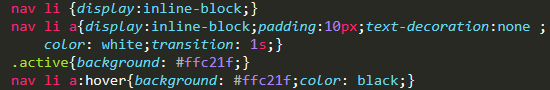 nav li {display:inline-block;}
nav li a{display:inline-block;padding:10px;text-decoration:none ;
color: white;transition: 1s;}
.active{background: #ffc21f;}
nav li a:hover{background: #ffc21f;color: black;}